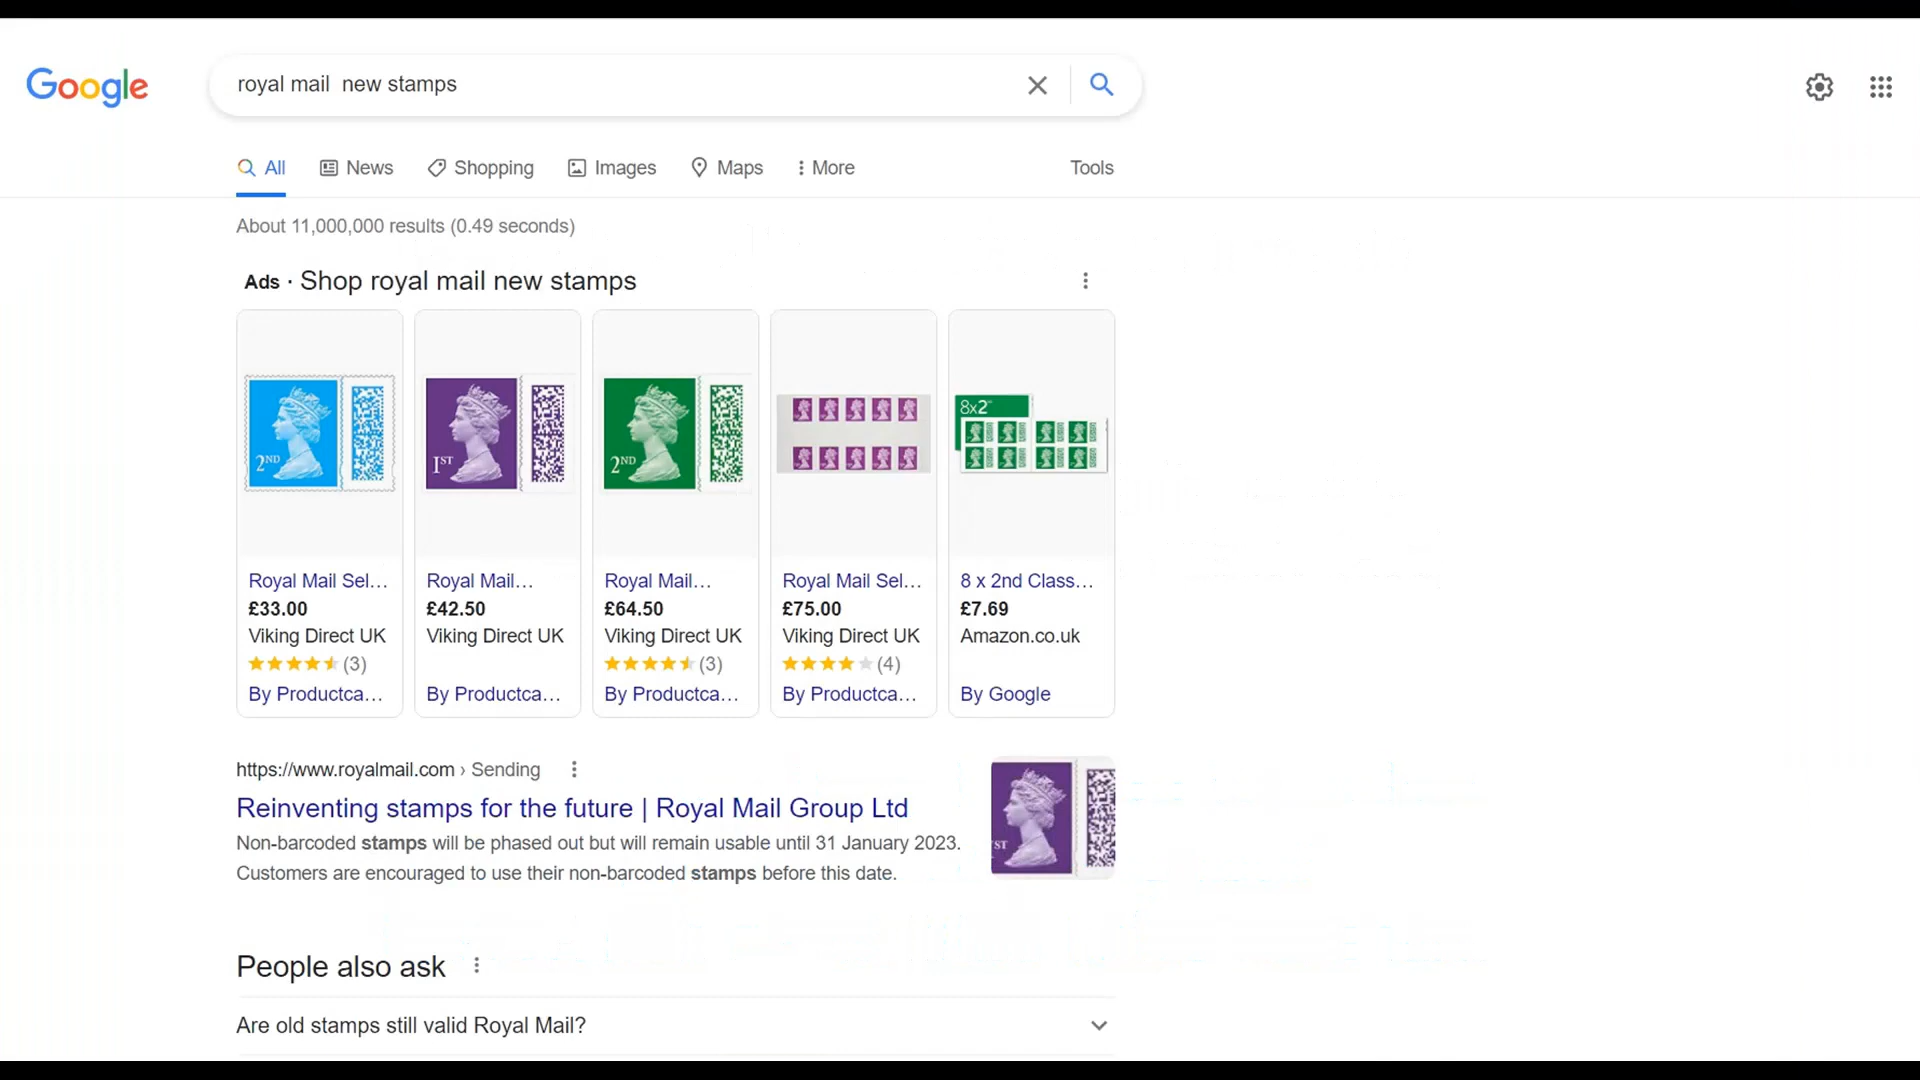 Google
royal mail  new stamps
All
News
Shopping
Images
Maps
More
Tools
About 11,000,000 results (0.49 seconds)
Ads · Shop royal mail new stamps
2ND
1ST
2ND
8x2
Royal Mail Sel...
£33.00
Viking Direct UK
(3)
By Productca...
Royal Mail...
£42.50
Viking Direct UK
By Productca...
Royal Mail...
£64.50
Viking Direct UK
(3)
By Productca...
Royal Mail Sel...
£75.00
Viking Direct UK
(4)
By Productca...
8 x 2nd Class...
£7.69
Amazon.co.uk
By Google
https://www.royalmail.com › Sending
Reinventing stamps for the future | Royal Mail Group Ltd
Non-barcoded stamps will be phased out but will remain usable until 31 January 2023.
Customers are encouraged to use their non-barcoded stamps before this date.
ST
People also ask
Are old stamps still valid Royal Mail?